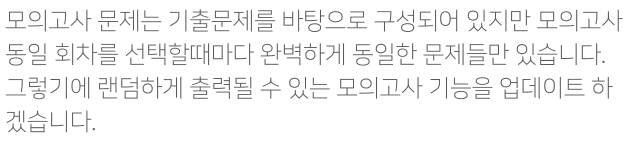 모의고사 문제는 기출문제를 바탕으로 구성되어 있지만 모의고사
동일 회차를 선택할때마다 완벽하게 동일한 문제들만 있습니다.
그렇기에 랜덤하게 출력될 수 있는 모의고사 기능을 업데이트 하
겠습니다.